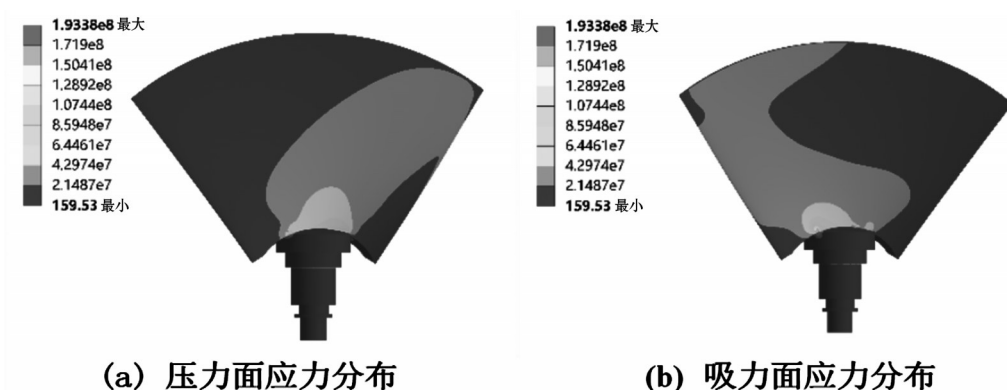 1.9338e8 最大
1.719e8
1.5041e8
1.2892e8
1.0744e8
8.5948e7
6.4461e7
4.2974e7
2.1487e7
159.53 最小
(a) 压力面应力分布
1.9338e8 最大
1.719e8
1.5041e8
1.2892e8
1.0744e8
8.5948e7
6.4461e7
4.2974e7
2.1487e7
159.53 最小
(b) 吸力面应力分布